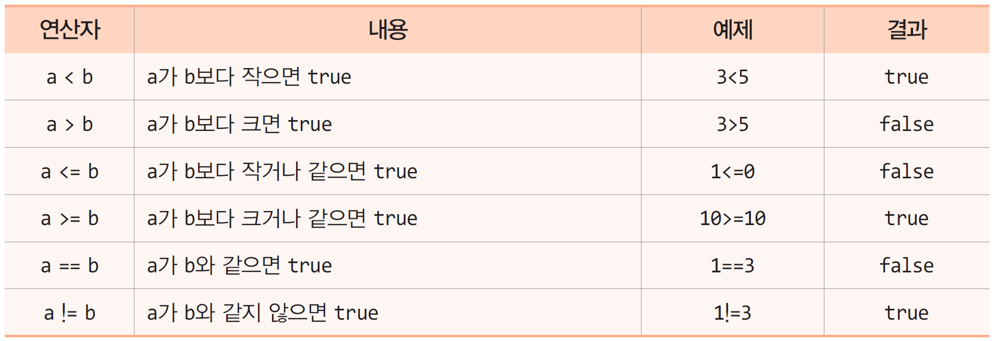 연산자 내용 예제 결과
a < b a가 b보다 작으면 true 3<5 true
a > b a가 b보다 크면 true 3>5 false
a <= b a가 b보다 작거나 같으면 true 1<=0 false
a >= b a가 b보다 크거나 같으면 true 10>=10 true
a == b a가 b와 같으면 true 1==3 false
a != b a가 b와 같지 않으면 true 1!=3 true